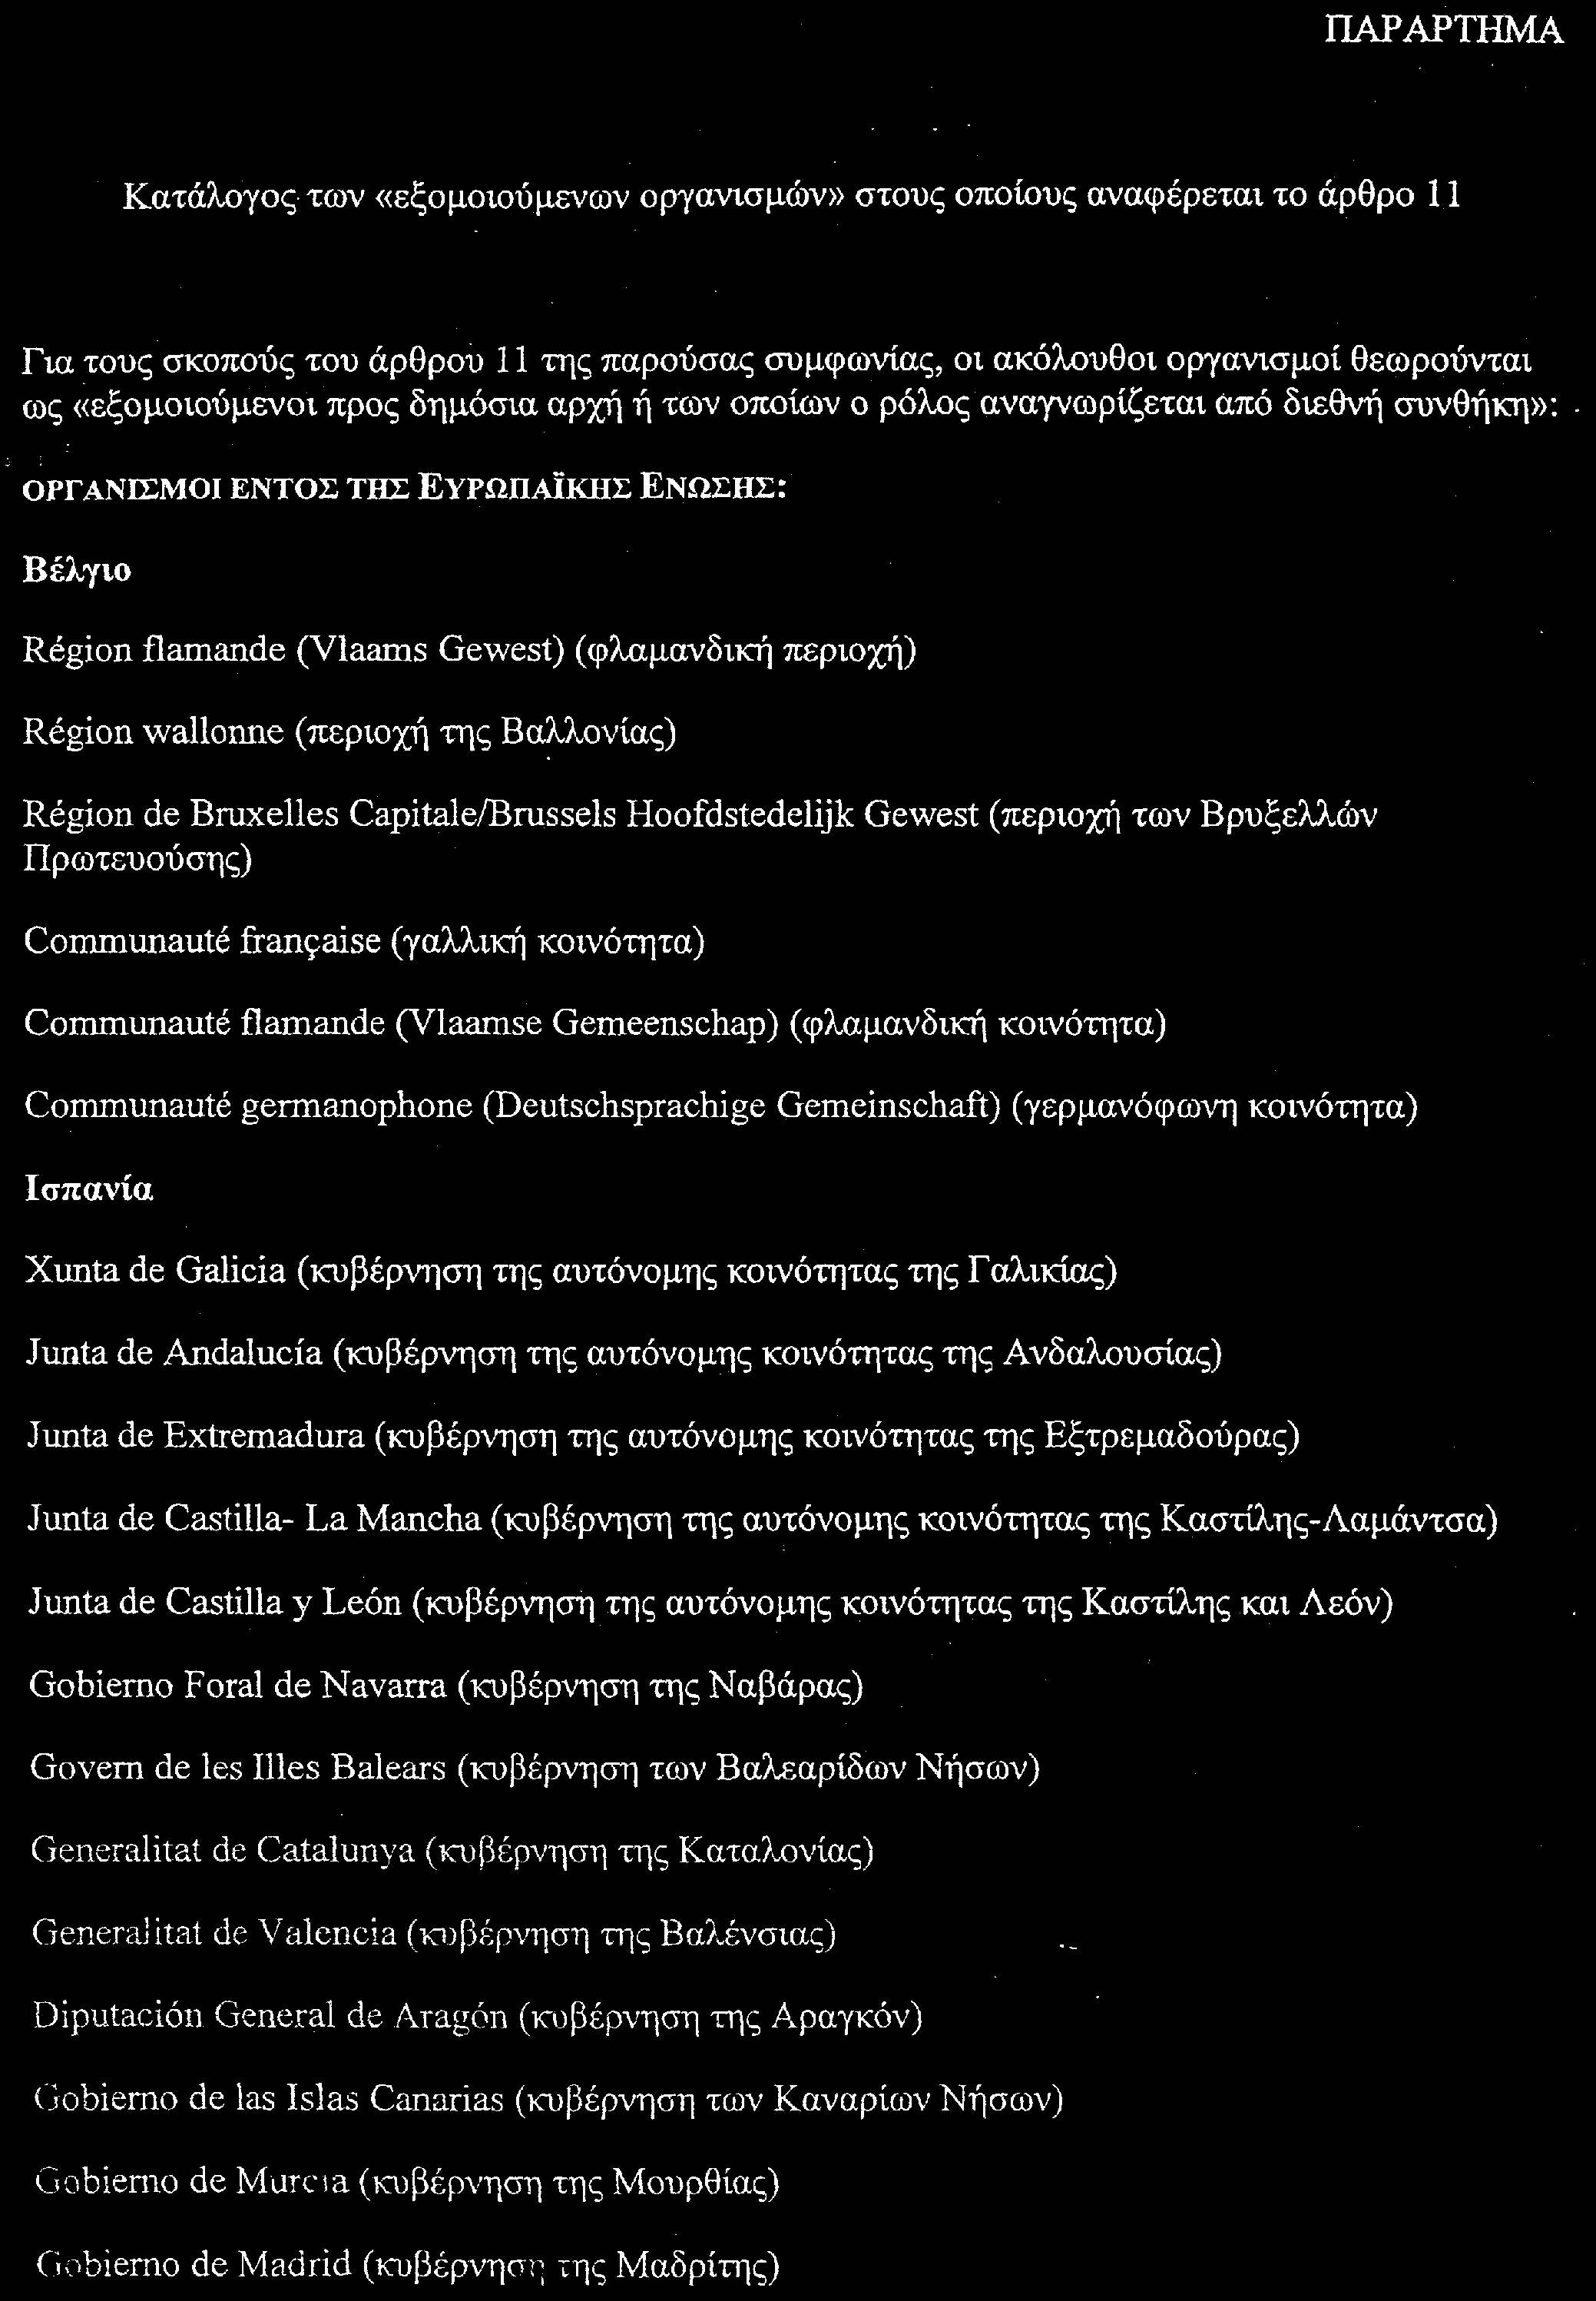 ΠΑΡΑΡΤΗΜΑ
Κατάλογος των «εξομοιούμενων οργανισμών» στους οποίους αναφέρεται το άρθρο 11
Για τους σκοπούς του άρθρου 11 της παρούσας συμφωνίας, οι ακόλουθοι οργανισμοί θεωρούνται
ως «εξομοιούμενοι προς δημόσια αρχή ή των οποίων ο ρόλος αναγνωρίζεται από διεθνή συνθήκη»:
ΟΡΓΑΝΙΣΜΟΙ ΕΝΤΟΣ ΤΗΣ ΕΥΡΩΠΑΪΚΗΣ ΕΝΩΣΗΣ:
Βέλγιο
Région flamande (Vlaams Gewest) (φλαμανδική περιοχή)
Région wallonne (περιοχή της Βαλλονίας)
Région de Bruxelles Capitale/Brussels Hoofdstedelijk Gewest (περιοχή των Βρυξελλών
Πρωτευούσης)
Communauté française (γαλλική κοινότητα)
Communauté flamande (Vlaamse Gemeenschap) (φλαμανδική κοινότητα)
Communauté germanophone (Deutschsprachige Gemeinschaft) (γερμανόφωνη κοινότητα)
Ισπανία
Xunta de Galicia (κυβέρνηση της αυτόνομης κοινότητας της Γαλικίας)
Junta de Andalucía (κυβέρνηση της αυτόνομης κοινότητας της Ανδαλουσίας)
Junta de Extremadura (κυβέρνηση της αυτόνομης κοινότητας της Εξτρεμαδούρας)
Junta de Castilla- La Mancha (κυβέρνηση της αυτόνομης κοινότητας της Καστίλης-Λαμάντσα)
Junta de Castilla y León (κυβέρνηση της αυτόνομης κοινότητας της Καστίλης και Λεόν)
Gobierno Foral de Navarra (κυβέρνηση της Ναβάρας)
Govern de les Illes Balears (κυβέρνηση των Βαλεαρίδων Νήσων)
Generalitat de Catalunya (κυβέρνηση της Καταλονίας)
Generalitat de Valencia (κυβέρνηση της Βαλένσιας)
Diputación General de Aragón (κυβέρνηση της Αραγκόν)
Gobierno de las Islas Canarias (κυβέρνηση των Καναρίων Νήσων)
Gobierno de Murcia (κυβέρνηση της Μουρθίας)
Gobierno de Madrid (κυβέρνηση της Μαδρίτης)